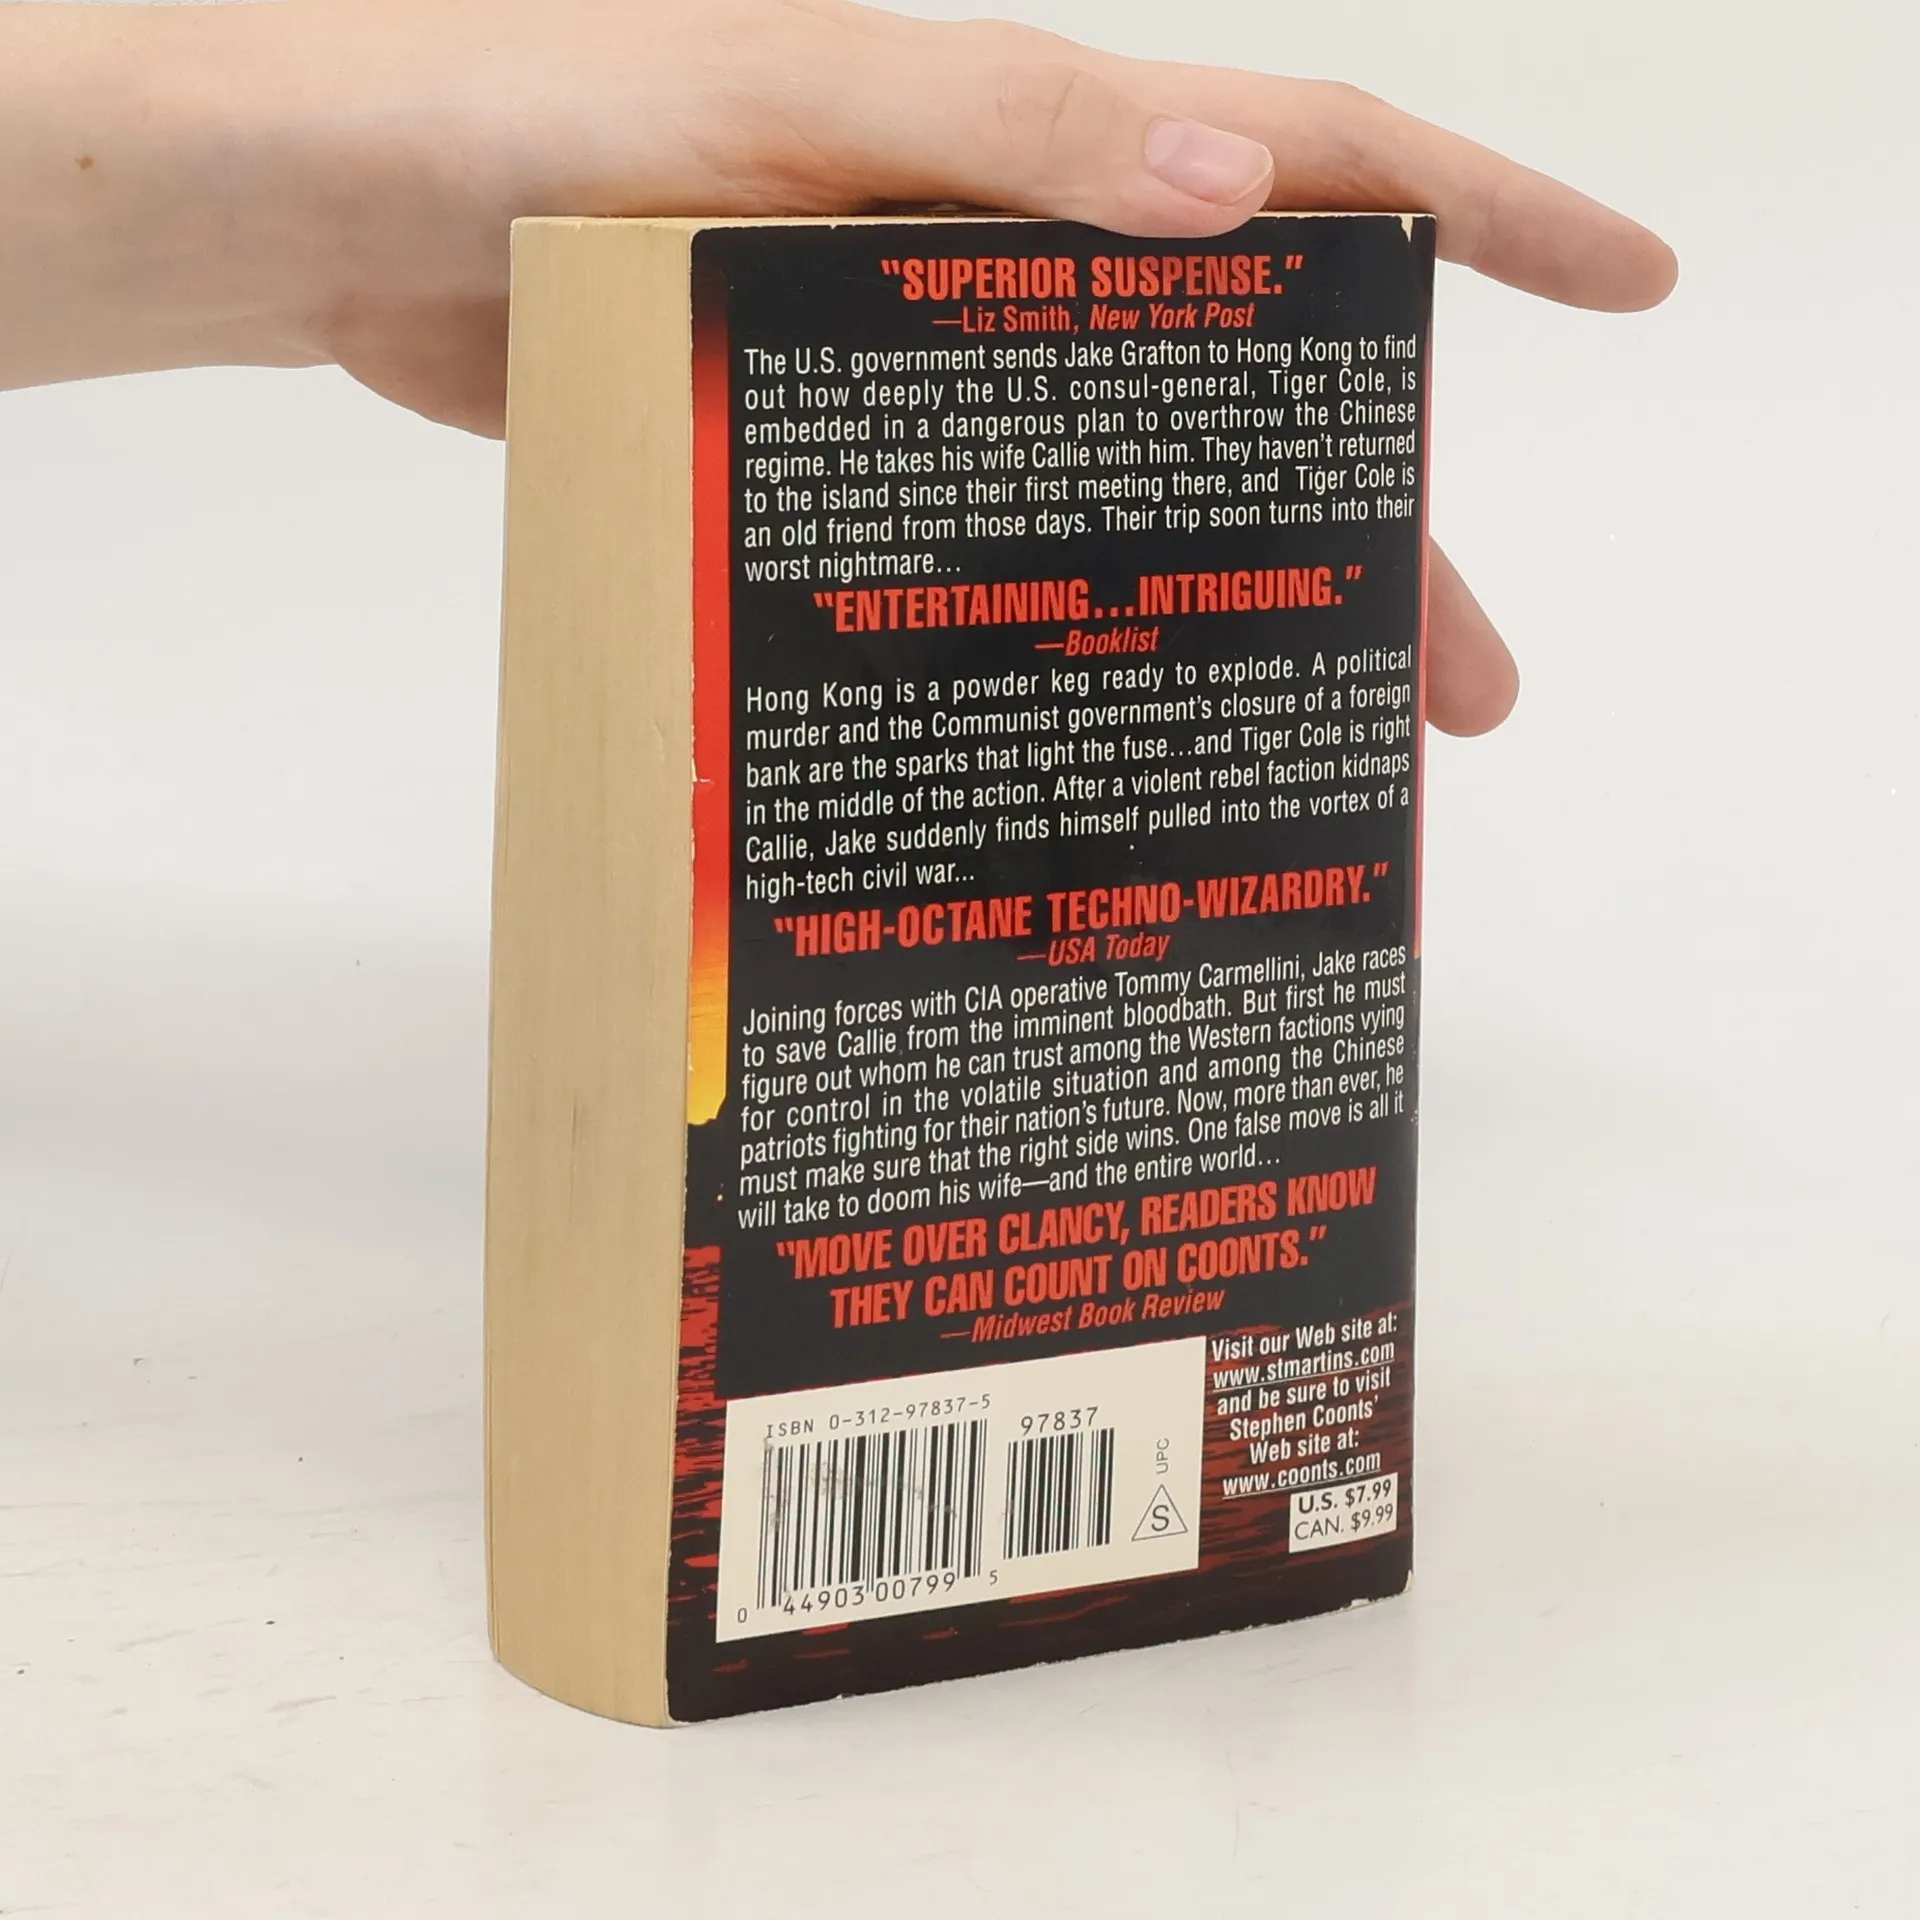 "SUPERIOR SUSPENSE."
—Liz Smith, New York Post
The U.S. government sends Jake Grafton to Hong Kong to find
out how deeply the U.S. consul-general, Tiger Cole, is
embedded in a dangerous plan to overthrow the Chinese
regime. He takes his wife Callie with him. They haven't returned
to the island since their first meeting there, and Tiger Cole is
an old friend from those days. Their trip soon turns into their
worst nightmare...
"ENTERTAINING...INTRIGUING."
—Booklist
Hong Kong is a powder keg ready to explode. A political
murder and the Communist government's closure of a foreign
bank are the sparks that light the fuse...and Tiger Cole is right
in the middle of the action. After a violent rebel faction kidnaps
Callie, Jake suddenly finds himself pulled into the vortex of a
high-tech civil war...
"HIGH-OCTANE TECHNO-WIZARDRY."
—USA Today
Joining forces with CIA operative Tommy Carmellini, Jake races
to save Callie from the imminent bloodbath. But first he must
figure out whom he can trust among the Western factions vying
for control in the volatile situation and among the Chinese
patriots fighting for their nation's future. Now, more than ever, he
must make sure that the right side wins. One false move is all it
will take to doom his wife—and the entire world...
"MOVE OVER CLANCY, READERS KNOW
THEY CAN COUNT ON COONTS."
—Midwest Book Review
Visit our Web site at:
www.stmartins.com
and be sure to visit
Stephen Coonts'
Web site at:
www.coonts.com
U.S. $7.99
CAN. $9.99
ISBN 0-312-97837-5
97837
0 44903 00799 5
UPC
S